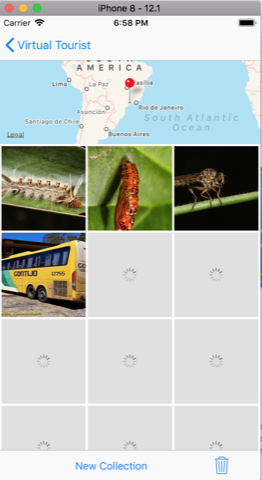 iPhone 8 - 12.1
Carrier
6:58 PM
Virtual Tourist
AMERICA
Lima
La Paz
Brasília
Asunción
Rio de Janeiro
Santiago de Chile
South Atlantic
Ocean
Buenos Aires
Legal
GONTIJO
12755
New Collection